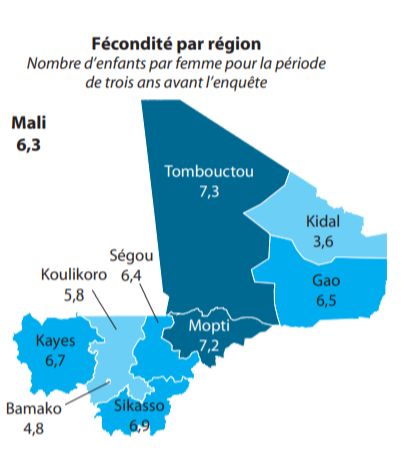 Fécondité par région
Nombre d’enfants par femme pour la période
de trois ans avant l’enquête
Mali
6,3
Tombouctou
7,3
Kidal
3,6
Ségou
6,4
Koulikoro
5,8
Gao
6,5
Mopti
7,2
Kayes
6,7
Bamako
4,8
Sikasso
6,9